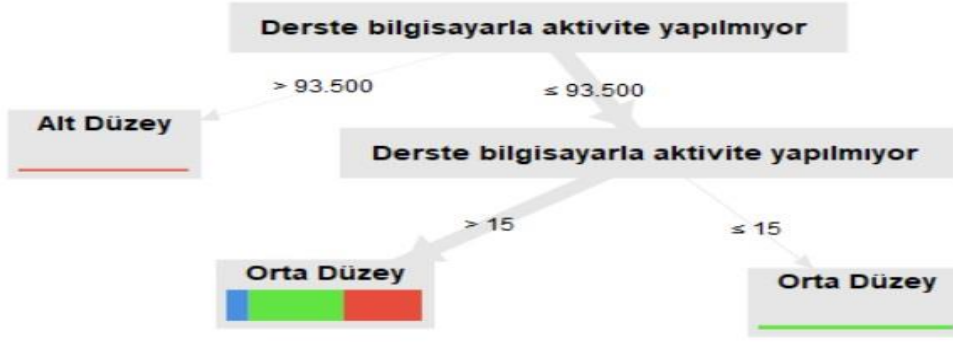 Derste bilgisayarla aktivite yapılmıyor
> 93.500
≤ 93.500
Alt Düzey
Derste bilgisayarla aktivite yapılmıyor
> 15
≤ 15
Orta Düzey
Orta Düzey